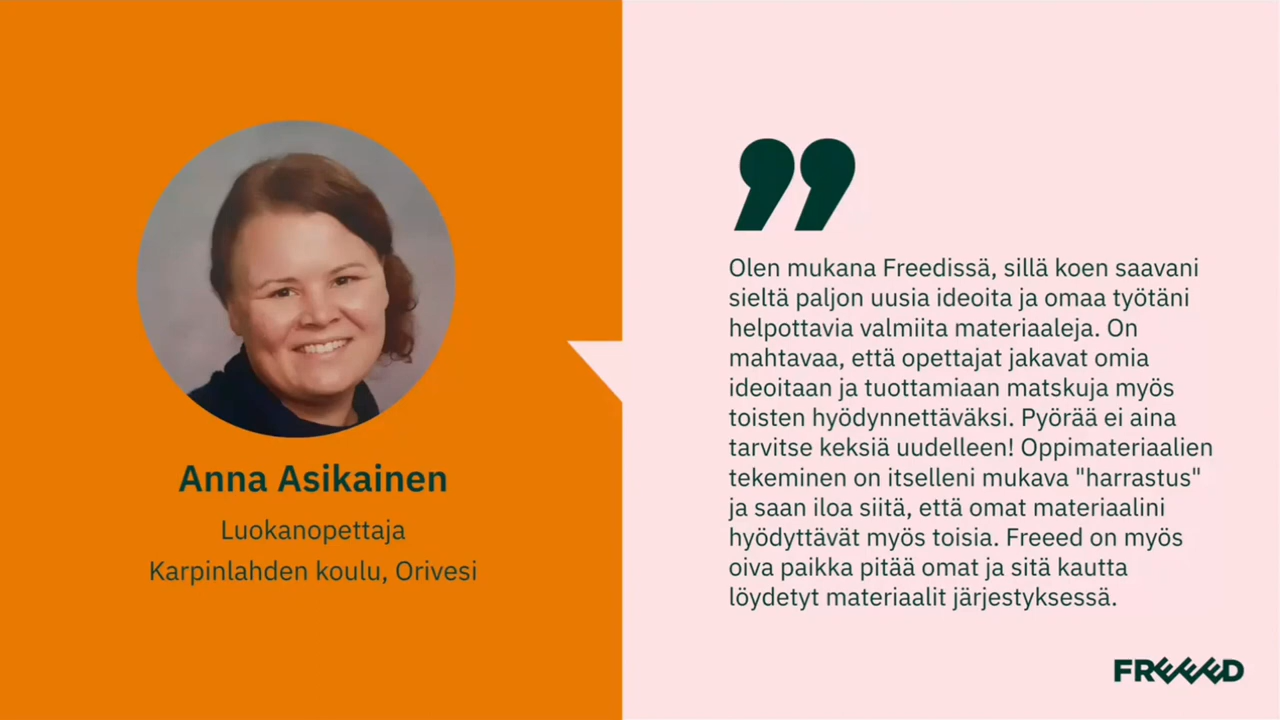 Anna Asikainen
Luokanopettaja
Karpinlahden koulu, Orivesi
Olen mukana Freedissä, sillä koen saavani
sieltä paljon uusia ideoita ja omaa työtäni
helpottavia valmiita materiaaleja. On
mahtavaa, että opettajat jakavat omia
ideoitaan ja tuottamiaan matskuja myös
toisten hyödynnettäväksi. Pyörää ei aina
tarvitse keksiä uudelleen! Oppimateriaalien
tekeminen on itselleni mukava "harrastus"
ja saan iloa siitä, että omat materiaalini
hyödyttävät myös toisia. Freeed on myös
oiva paikka pitää omat ja sitä kautta
löydetyt materiaalit järjestyksessä.
FREEED